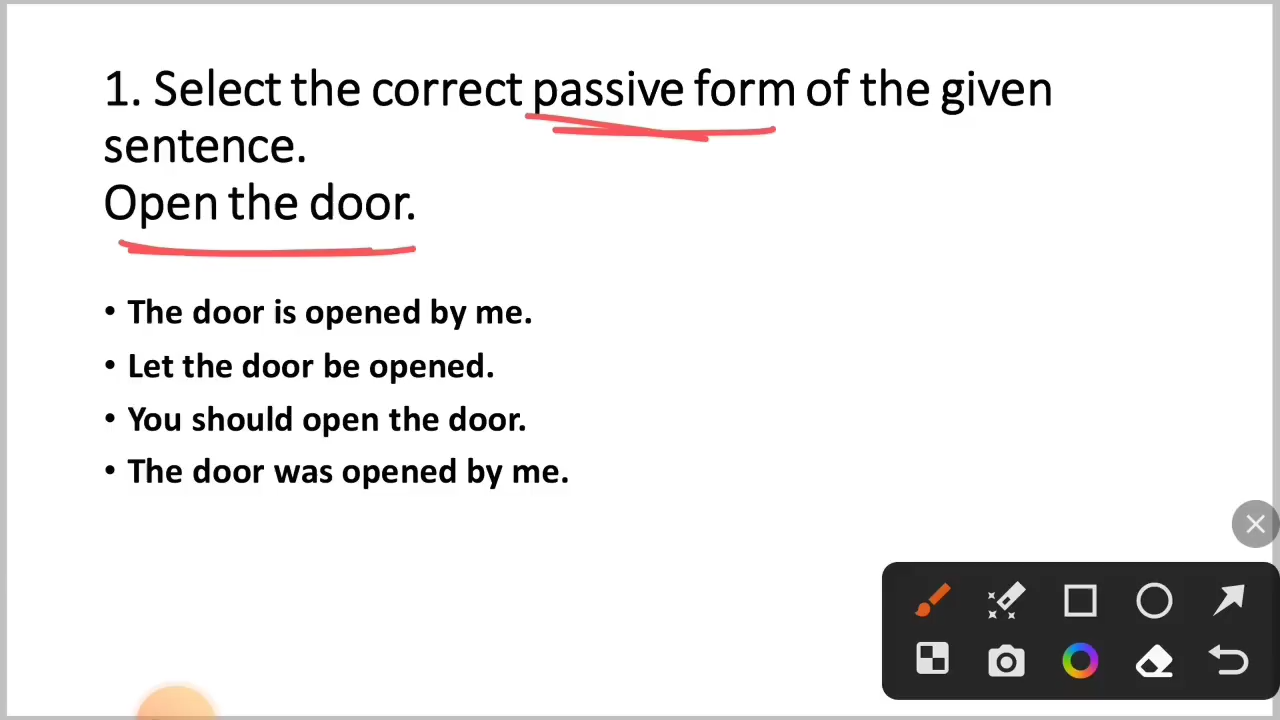 1. Select the correct passive form of the given
sentence.
Open the door.
• The door is opened by me.
• Let the door be opened.
• You should open the door.
• The door was opened by me.